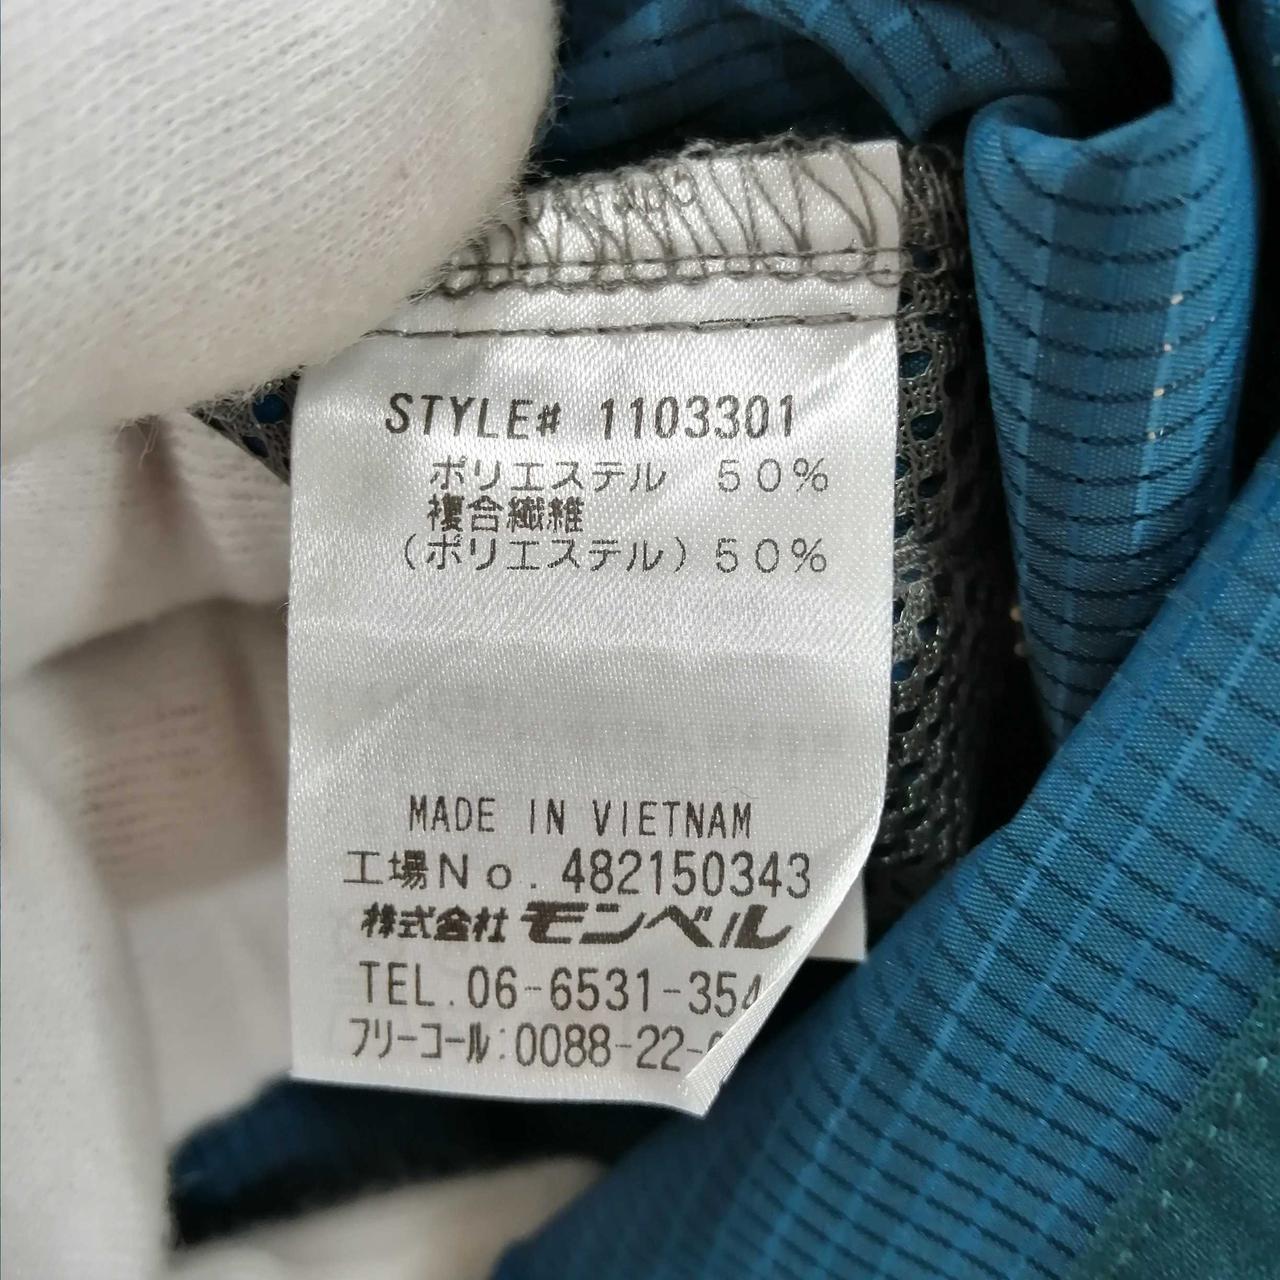 STYLE# 1103301
ポリエステル 50%
複合繊維
(ポリエステル) 50%
MADE IN VIETNAM
工場No. 482150343
株式会社 モンベル
TEL. 06-6531-354
フリーコール:0088-22-